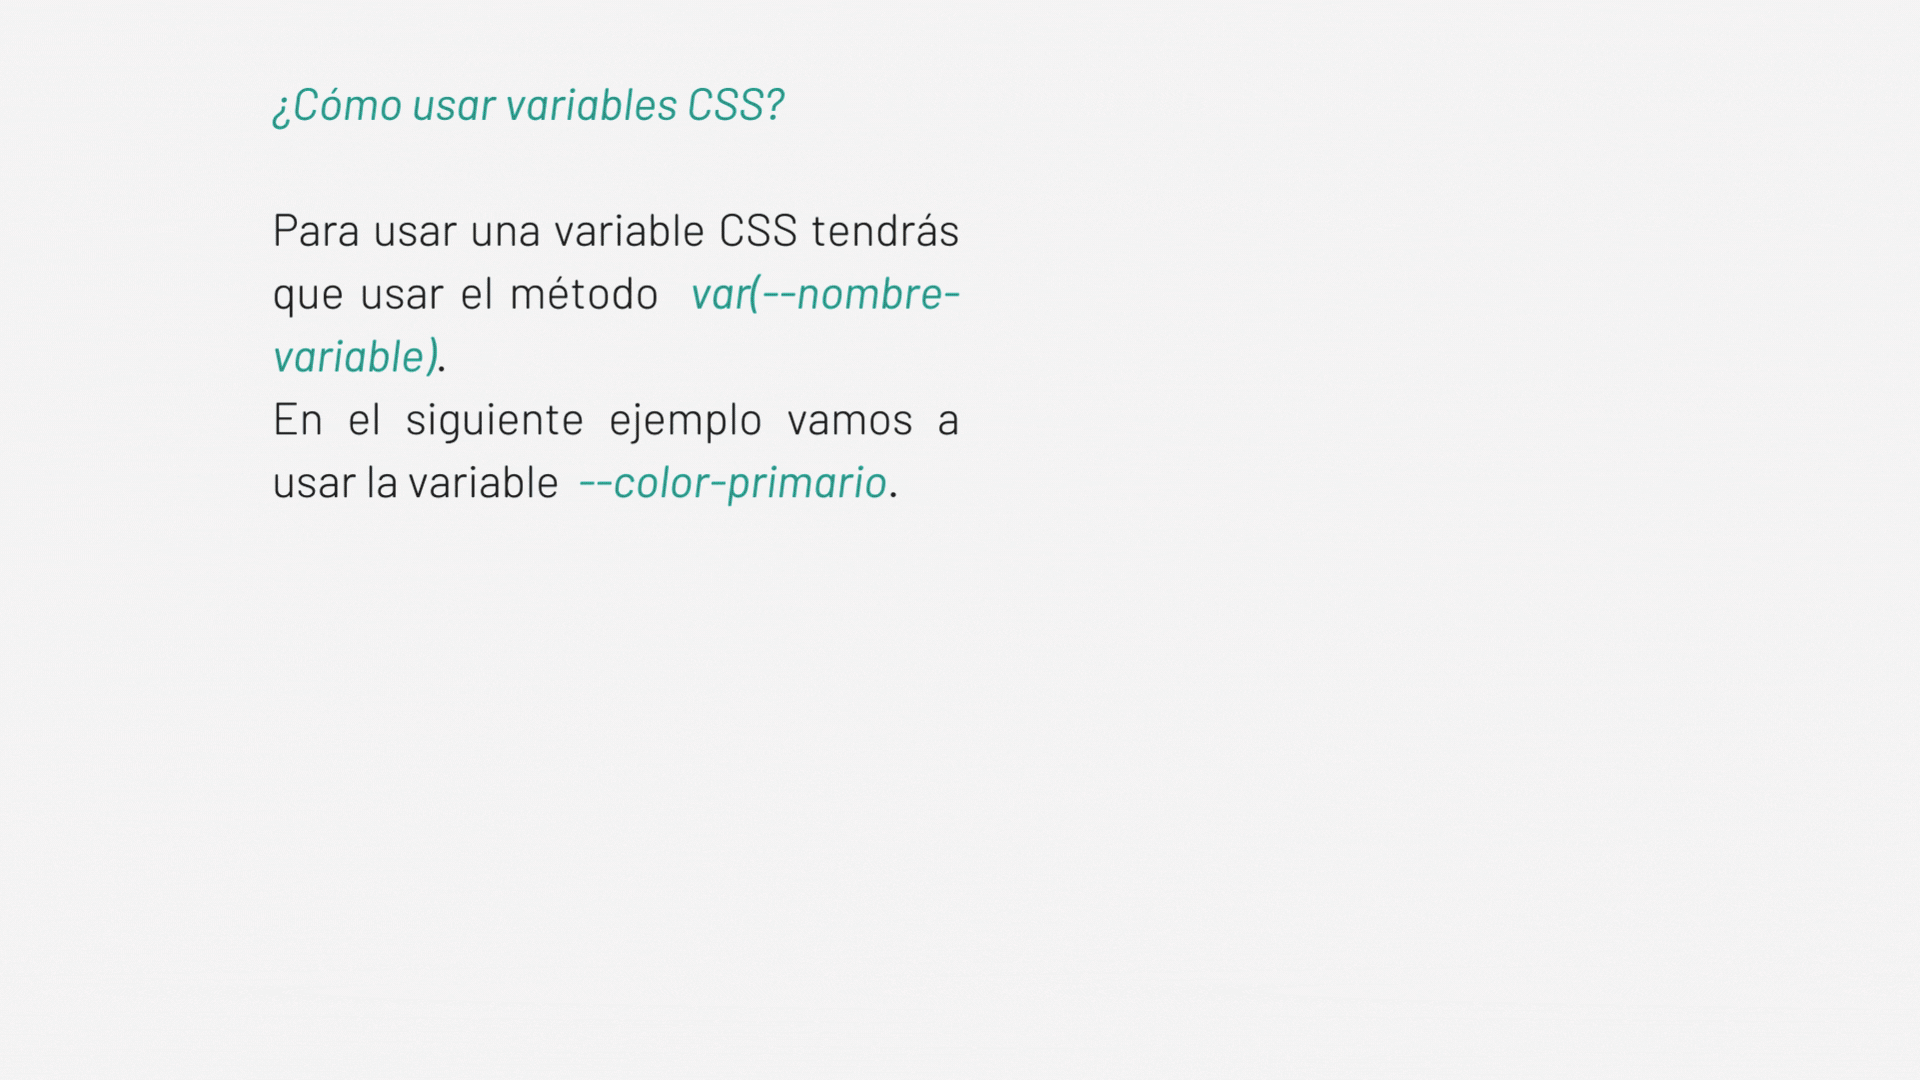 ¿Cómo usar variables CSS?
Para usar una variable CSS tendrás
que usar el método var(--nombre-
variable).
En el siguiente ejemplo vamos a
usar la variable --color-primario.